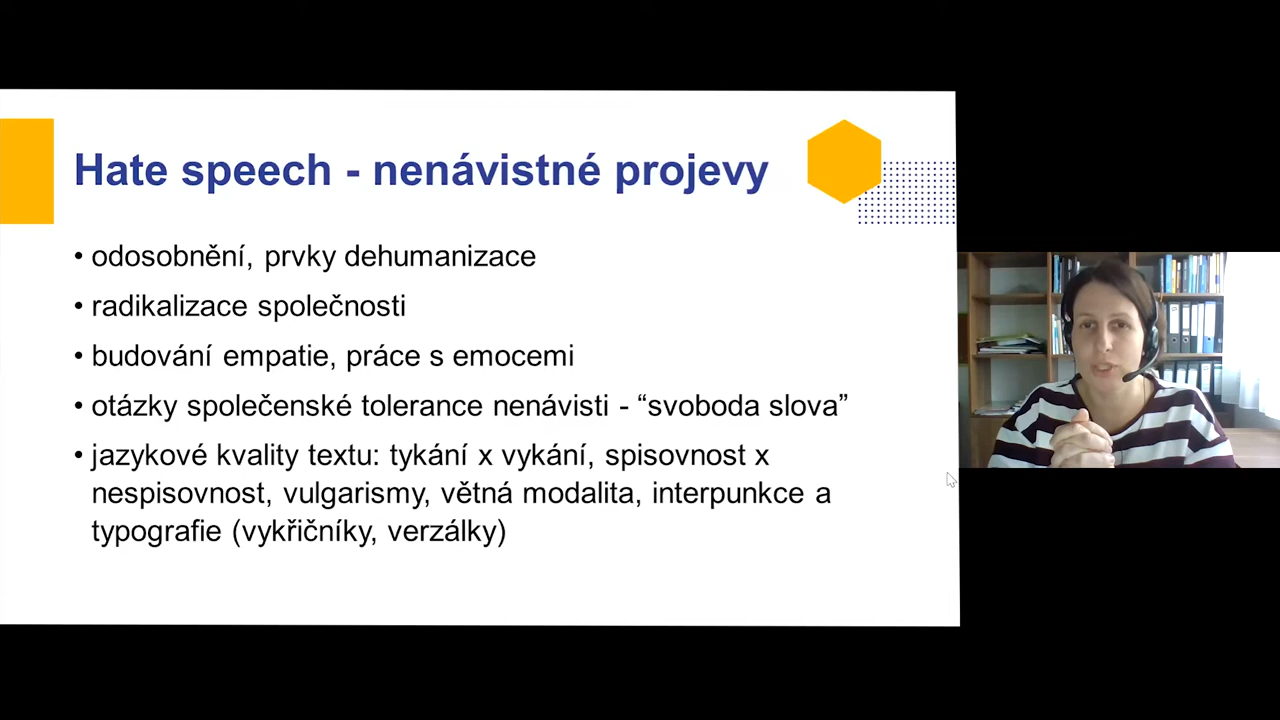 Hate speech - nenávistné projevy
• odosobnění, prvky dehumanizace
• radikalizace společnosti
• budování empatie, práce s emocemi
• otázky společenské tolerance nenávisti - “svoboda slova”
• jazykové kvality textu: tykání x vykání, spisovnost x
nespisovnost, vulgarismy, větná modalita, interpunkce a
typografie (vykřičníky, verzálky)